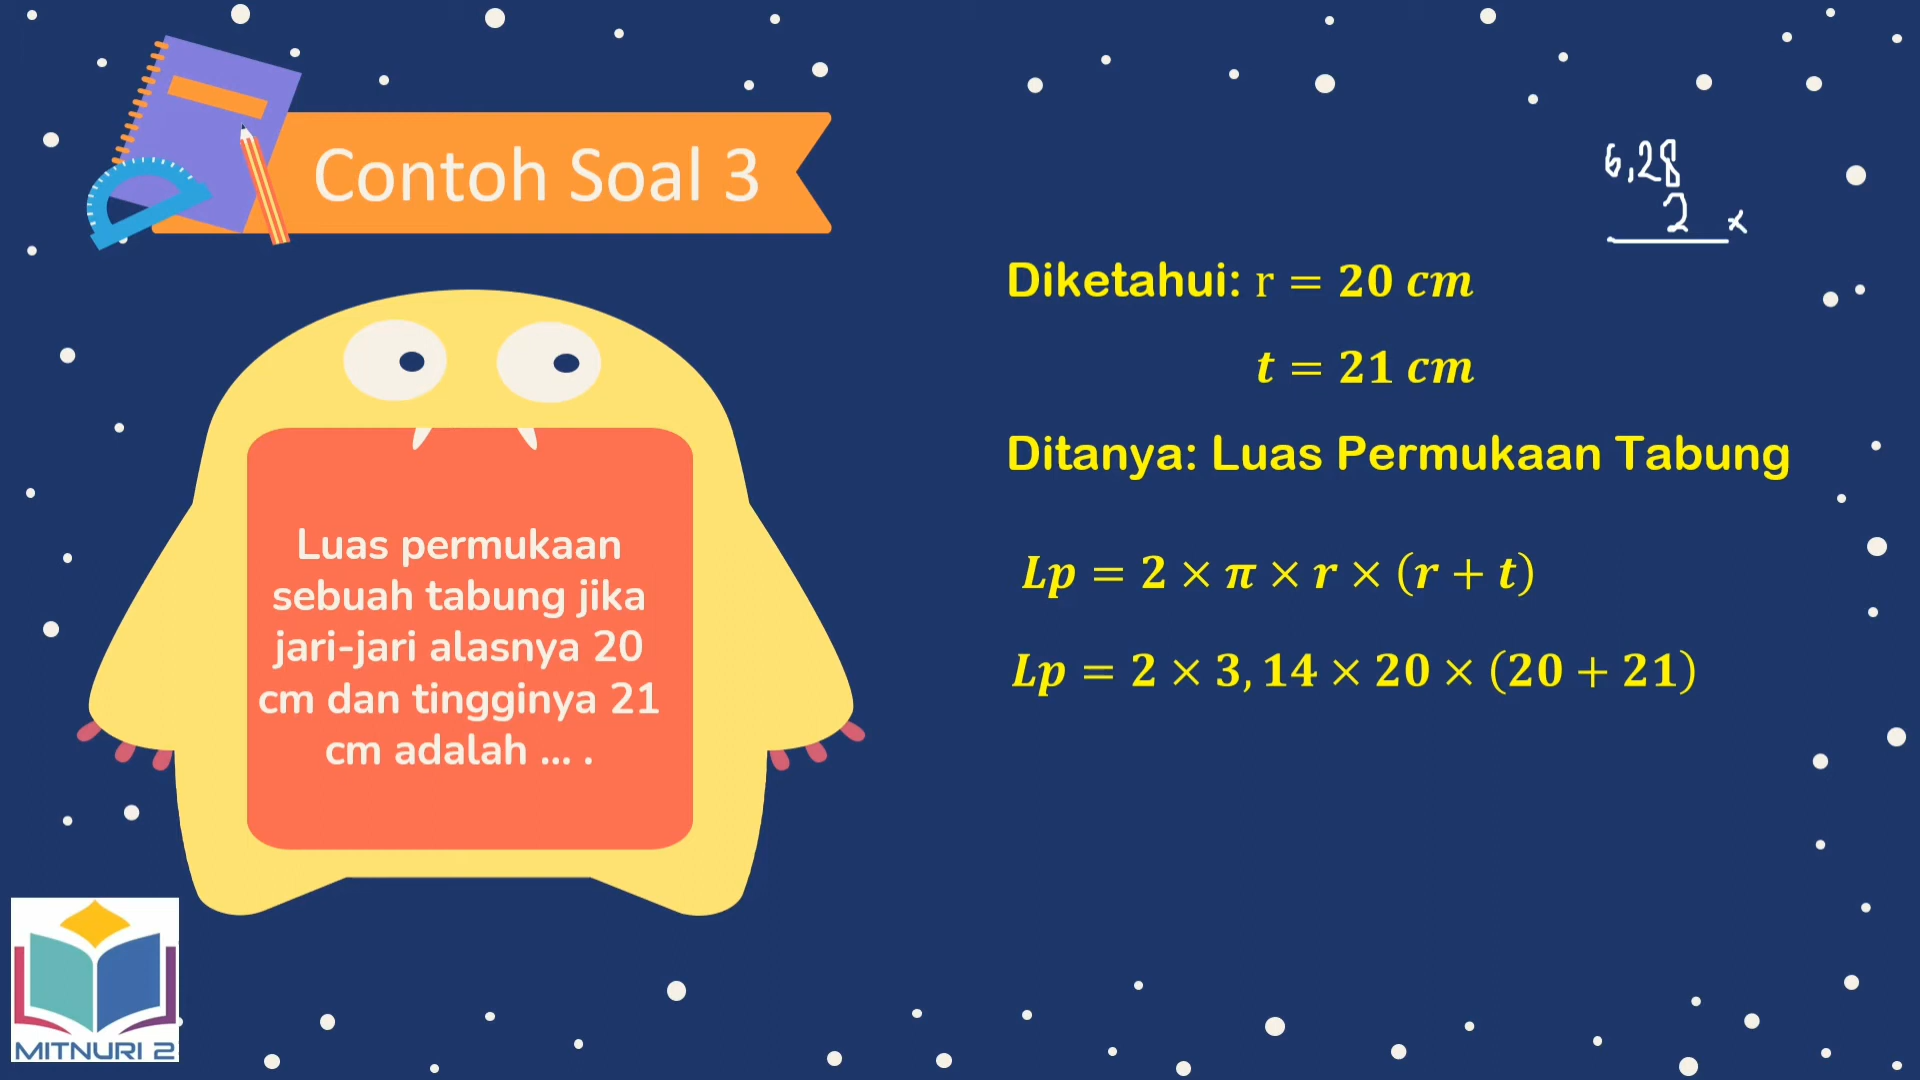 Contoh Soal 3
Luas permukaan
sebuah tabung jika
jari-jari alasnya 20
cm dan tingginya 21
cm adalah ... .
6,28
2 ×
Diketahui: r = 20 cm
t = 21 cm
Ditanya: Luas Permukaan Tabung
Lp = 2 × π × r × (r + t)
Lp = 2 × 3,14 × 20 × (20 + 21)
MITNURI 2